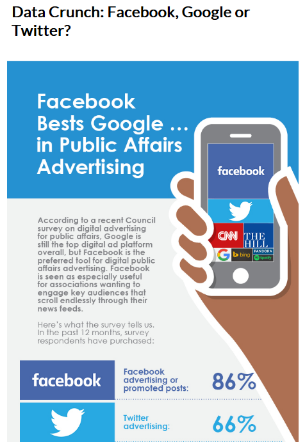 Data Crunch: Facebook, Google or
Twitter?
Facebook
Bests Google ...
in Public Affairs
Advertising
According to a recent Council
survey on digital advertising
for public affairs, Google is
still the top digital ad platform
overall, but Facebook is the
preferred tool for digital public
affairs advertising. Facebook
is seen as especially useful
for associations wanting to
engage key audiences that
scroll endlessly through their
news feeds.
Here's what the survey tells us.
In the past 12 months, survey
respondents have purchased:
facebook
CNN
THE
HILL
G
bing
PANDORA
Spotify
facebook
Facebook
advertising or
promoted posts:
86%
Twitter
advertising:
66%